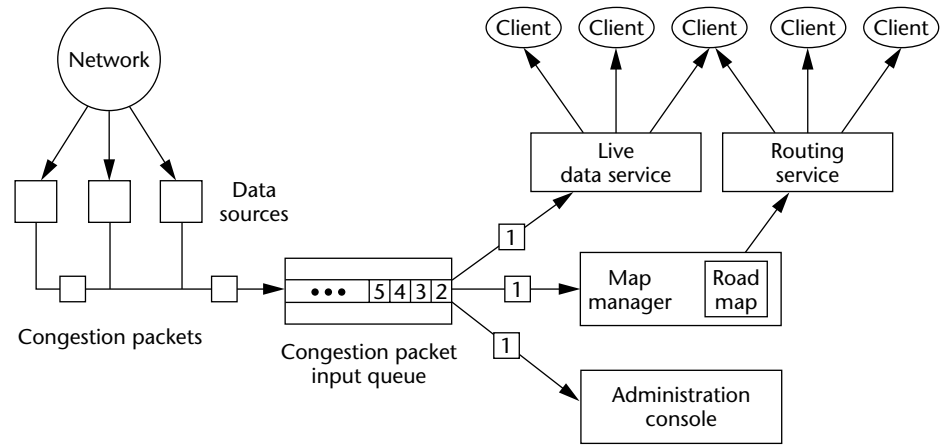 Client
Client
Client
Client
Client
Network
Live
data service
Routing
service
Data
sources
1
••• 5 4 3 2
1
Map
manager
Road
map
Congestion packets
1
Congestion packet
input queue
Administration
console